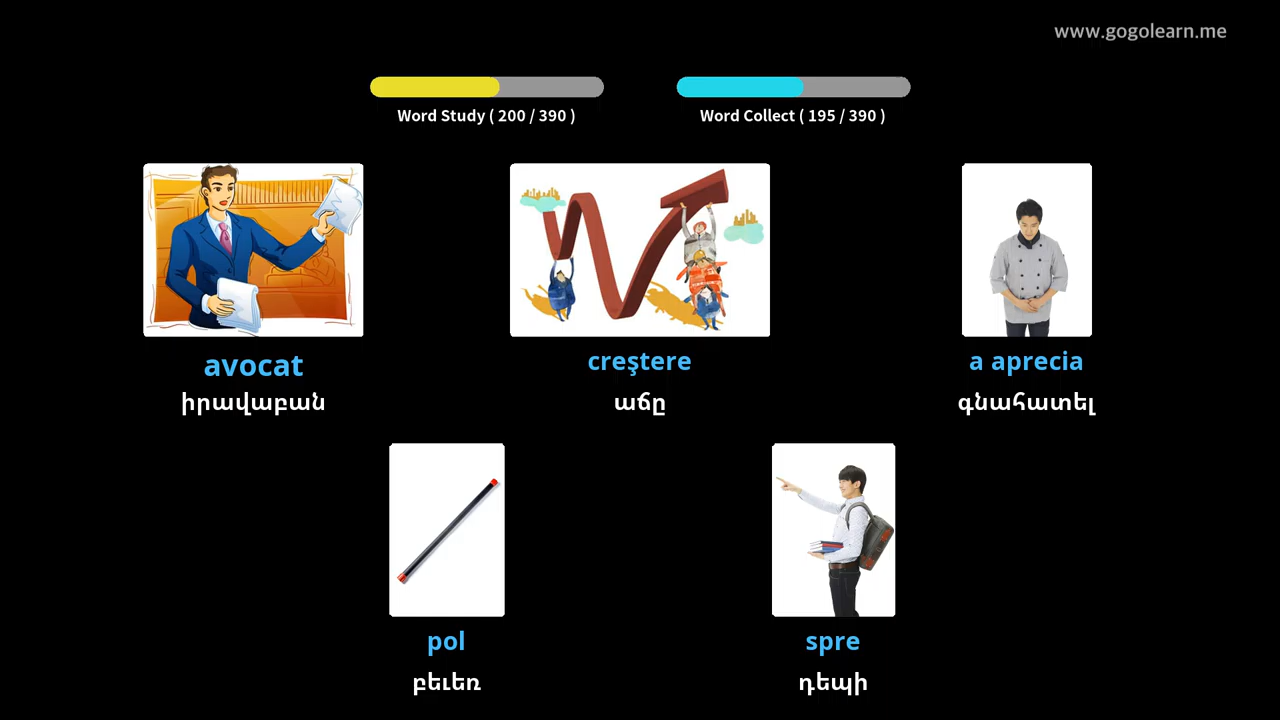 www.gogolearn.me
Word Study ( 200 / 390 )
Word Collect ( 195 / 390 )
avocat
իրավաբան
creştere
աճը
a aprecia
գնահատել
pol
բեւեռ
spre
դեպի